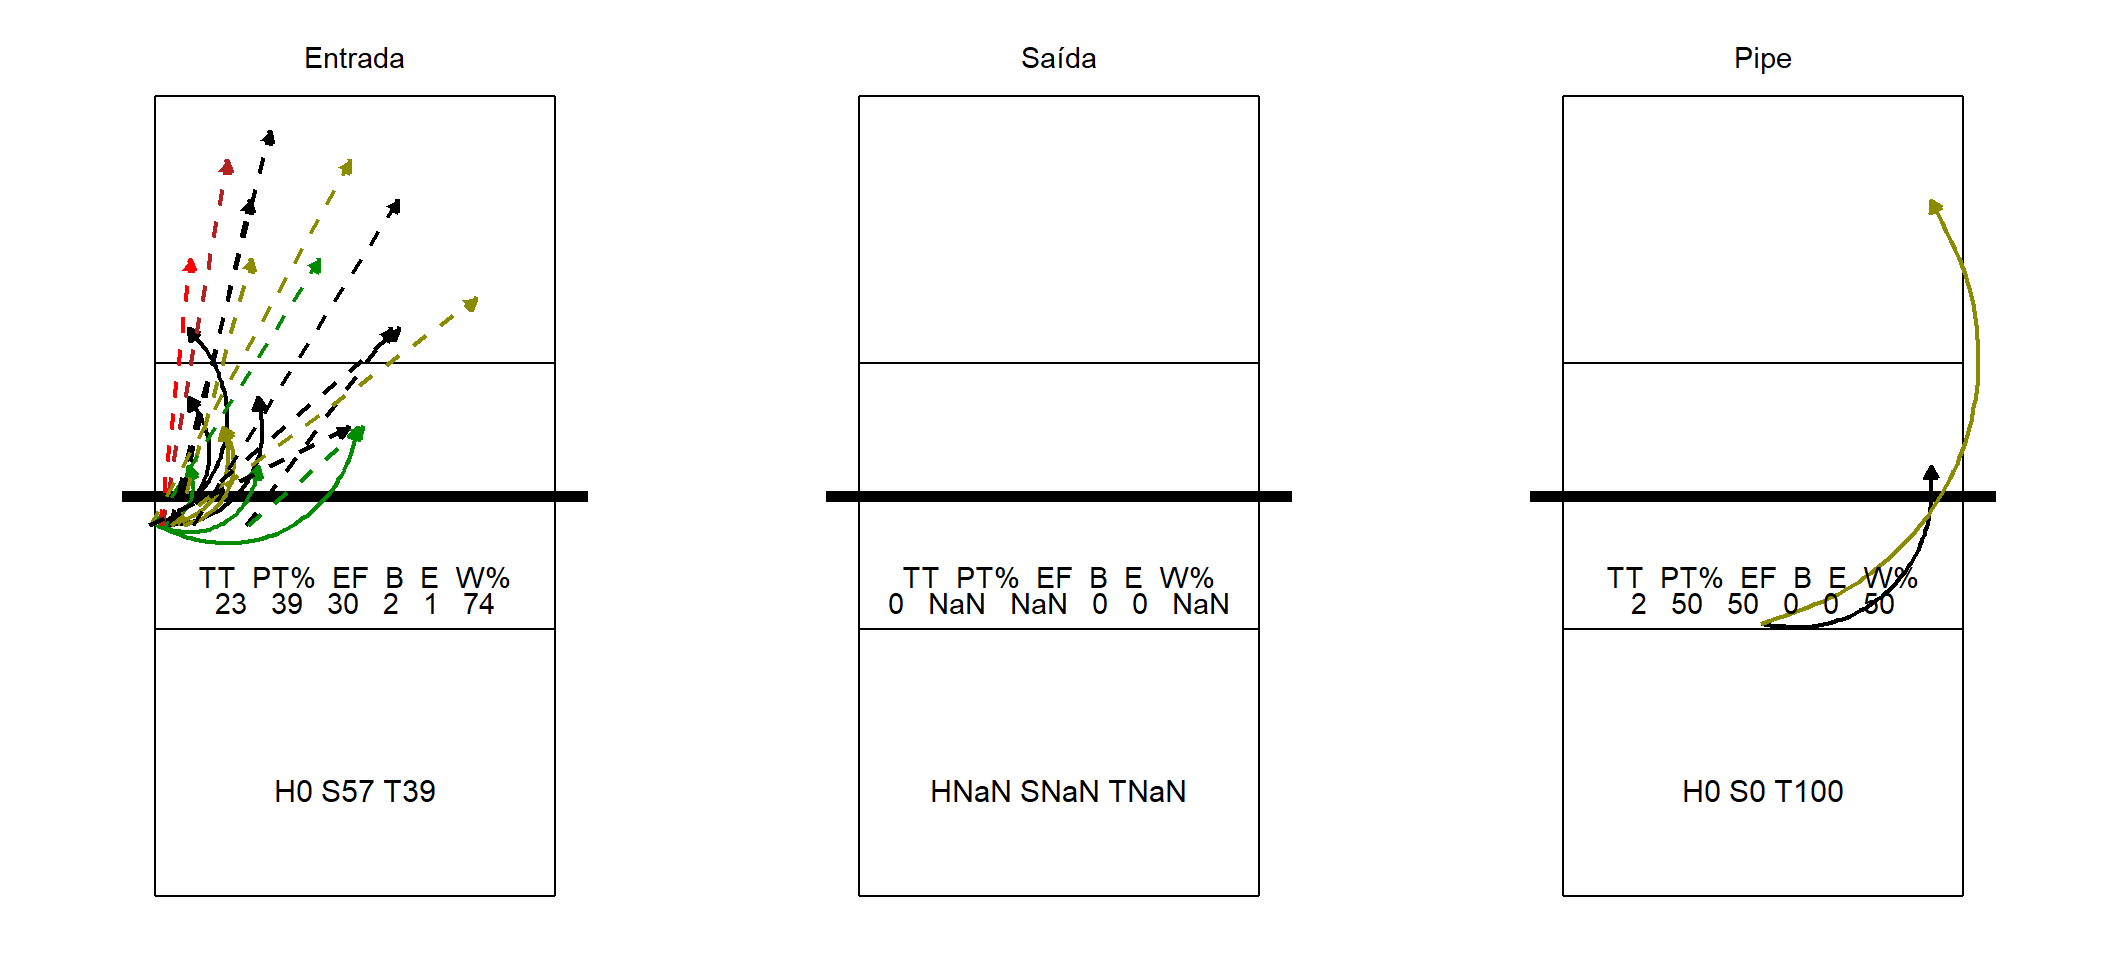 Entrada
TT PT% EF B E W%
23 39 30 2 1 74
H0 S57 T39
Saída
TT PT% EF B E W%
0 NaN NaN 0 0 NaN
HNaN SNaN TNaN
Pipe
TT PT% EF B E W%
2 50 50 0 0 50
H0 S0 T100